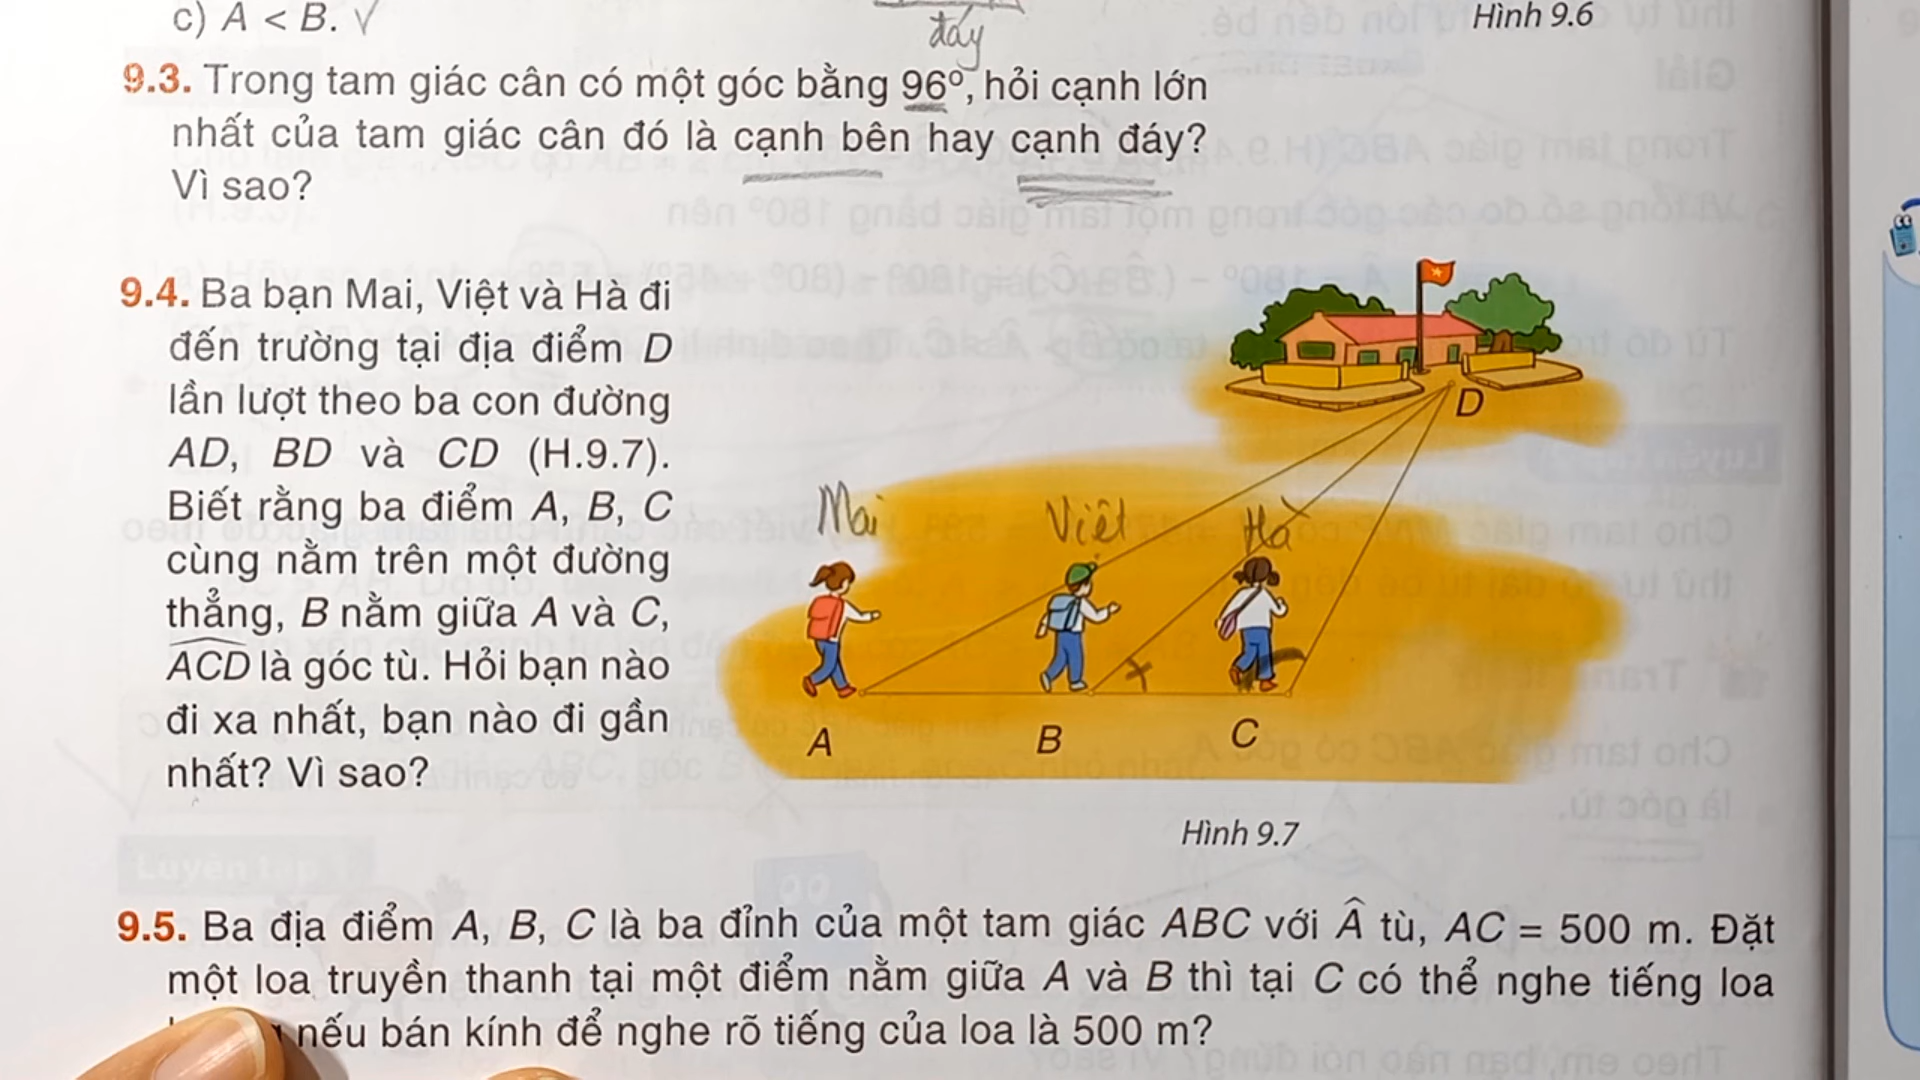 c) A < B. √
đáy
Hình 9.6
9.3. Trong tam giác cân có một góc bằng 96°, hỏi cạnh lớn
nhất của tam giác cân đó là cạnh bên hay cạnh đáy?
Vì sao?
9.4. Ba bạn Mai, Việt và Hà đi
đến trường tại địa điểm D
lần lượt theo ba con đường
AD, BD và CD (H.9.7).
Biết rằng ba điểm A, B, C
cùng nằm trên một đường
thẳng, B nằm giữa A và C,
\widehat{ACD} là góc tù. Hỏi bạn nào
đi xa nhất, bạn nào đi gần
nhất? Vì sao?
D
Mai Việt Hà
A B C
Hình 9.7
9.5. Ba địa điểm A, B, C là ba đỉnh của một tam giác ABC với Â tù, AC = 500 m. Đặt
một loa truyền thanh tại một điểm nằm giữa A và B thì tại C có thể nghe tiếng loa
nếu bán kính để nghe rõ tiếng của loa là 500 m?